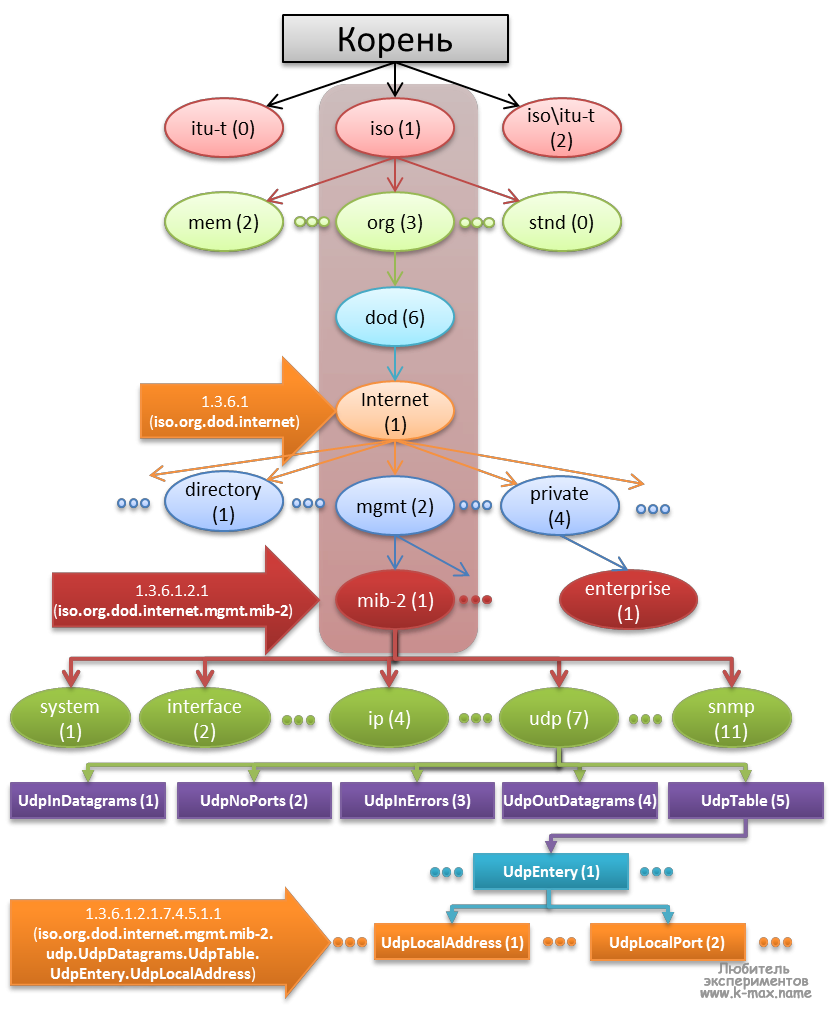 Корень
itu-t (0)
iso (1)
iso\itu-t
(2)
mem (2)
org (3)
stnd (0)
dod (6)
1.3.6.1
(iso.org.dod.internet)
Internet
(1)
directory
(1)
mgmt (2)
private
(4)
1.3.6.1.2.1
(iso.org.dod.internet.mgmt.mib-2)
mib-2 (1)
enterprise
(1)
system
(1)
interface
(2)
ip (4)
udp (7)
snmp
(11)
UdpInDatagrams (1)
UdpNoPorts (2)
UdpInErrors (3)
UdpOutDatagrams (4)
UdpTable (5)
UdpEntery (1)
1.3.6.1.2.1.7.4.5.1.1
(iso.org.dod.internet.mgmt.mib-2.
udp.UdpDatagrams.UdpTable.
UdpEntery.UdpLocalAddress)
UdpLocalAddress (1)
UdpLocalPort (2)
Любитель
экспериментов
www.k-max.name